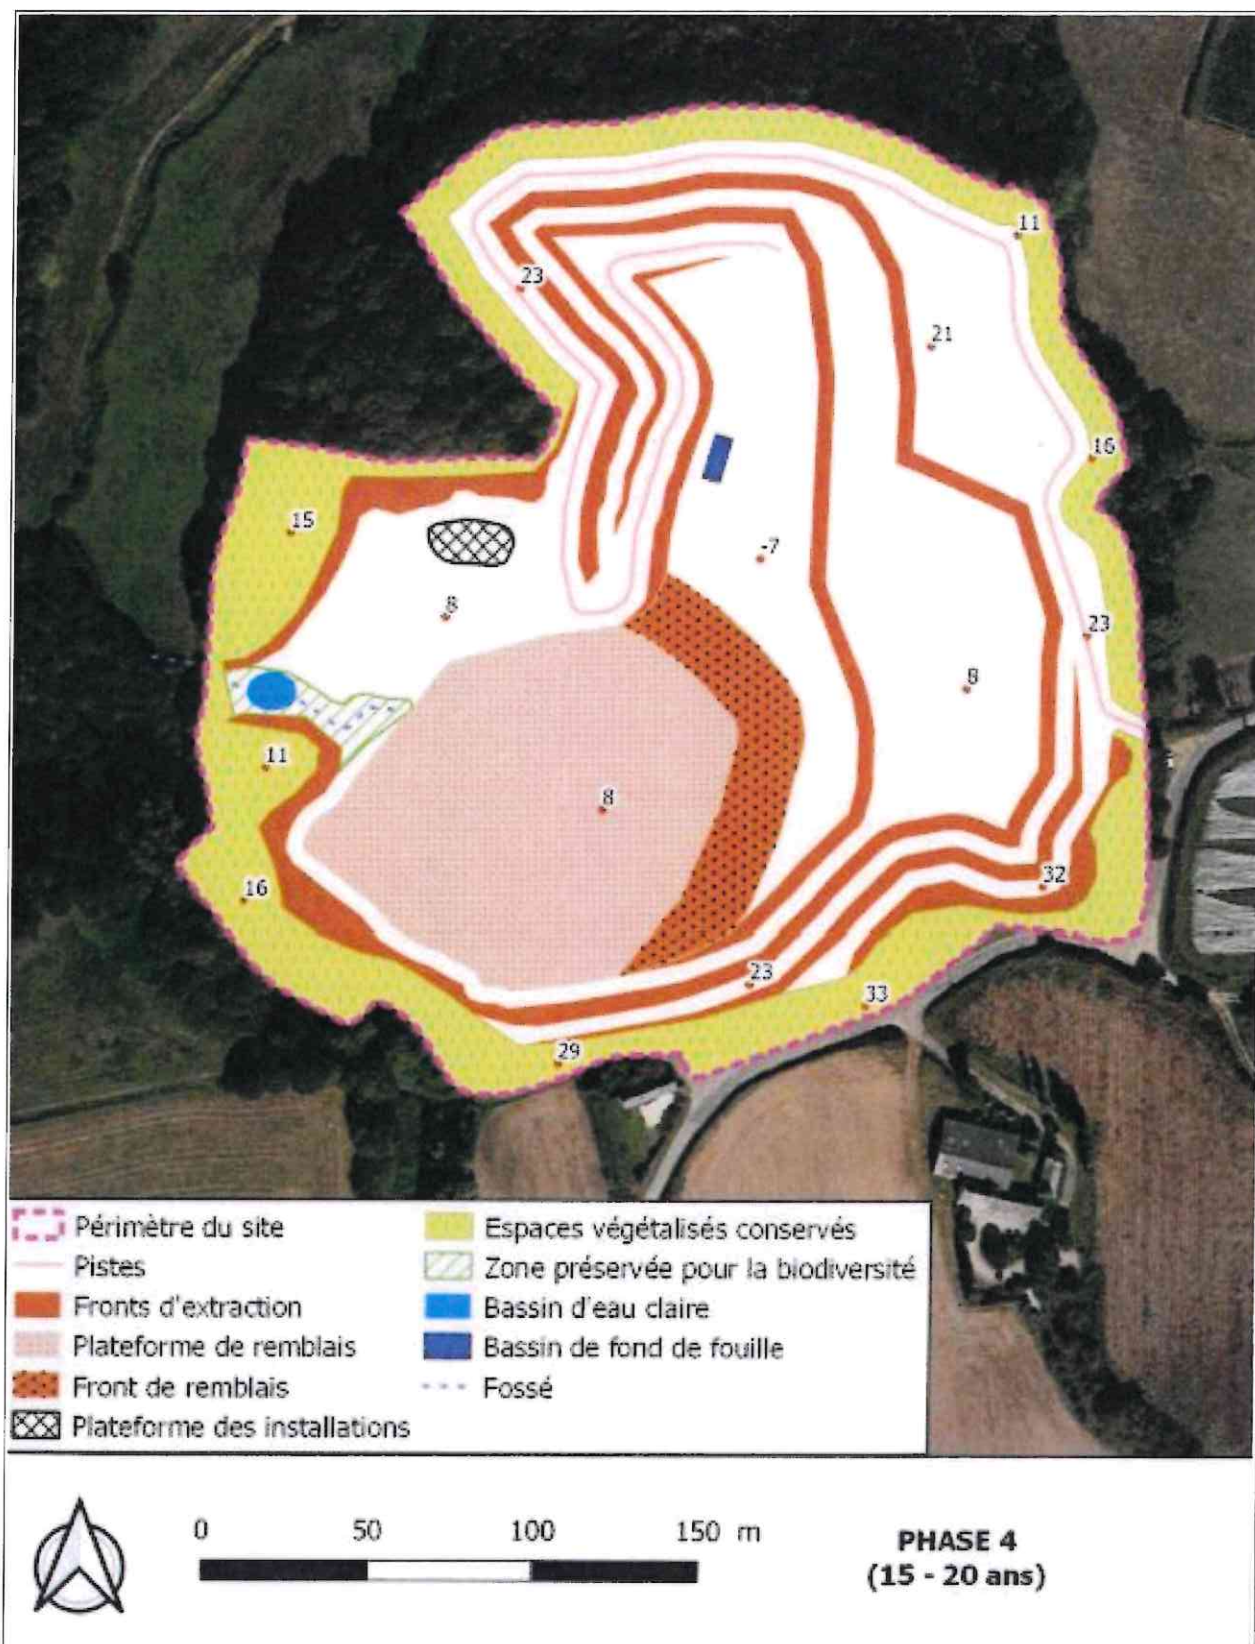 11
23
21
16
15
-7
8
23
8
11
8
16
32
23
33
29
Périmètre du site
Pistes
Fronts d'extraction
Plateforme de remblais
Front de remblais
Plateforme des installations
Espaces végétalisés conservés
Zone préservée pour la biodiversité
Bassin d'eau claire
Bassin de fond de fouille
Fossé
0 50 100 150 m
PHASE 4
(15 - 20 ans)